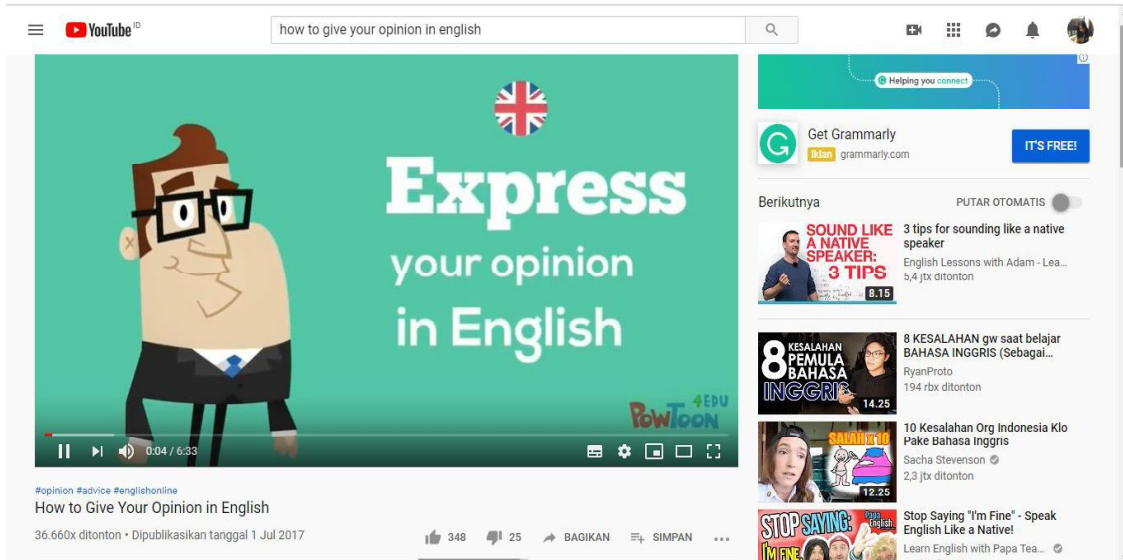 YouTube ID
how to give your opinion in english
Express
your opinion
in English
POWTOON 4EDU
0:04 / 6:33
#opinion #advice #englishonline
How to Give Your Opinion in English
36.660x ditonton • Dipublikasikan tanggal 1 Jul 2017
348
25
BAGIKAN
SIMPAN
G Helping you connect
Get Grammarly
Iklan grammarly.com
IT'S FREE!
Berikutnya
PUTAR OTOMATIS
SOUND LIKE
A NATIVE
SPEAKER:
3 TIPS
8.15
3 tips for sounding like a native
speaker
English Lessons with Adam - Lea...
5,4 jtx ditonton
8 KESALAHAN
PEMULA
BAHASA
INGGRIS
14.25
8 KESALAHAN gw saat belajar
BAHASA INGGRIS (Sebagai...
RyanProto
194 rbx ditonton
SALAH x 10
12.25
10 Kesalahan Org Indonesia Klo
Pake Bahasa Inggris
Sacha Stevenson
2,3 jtx ditonton
STOP SAYING:
Papa
English
I'M FINE
Stop Saying "I'm Fine" - Speak
English Like a Native!
Learn English with Papa Tea...